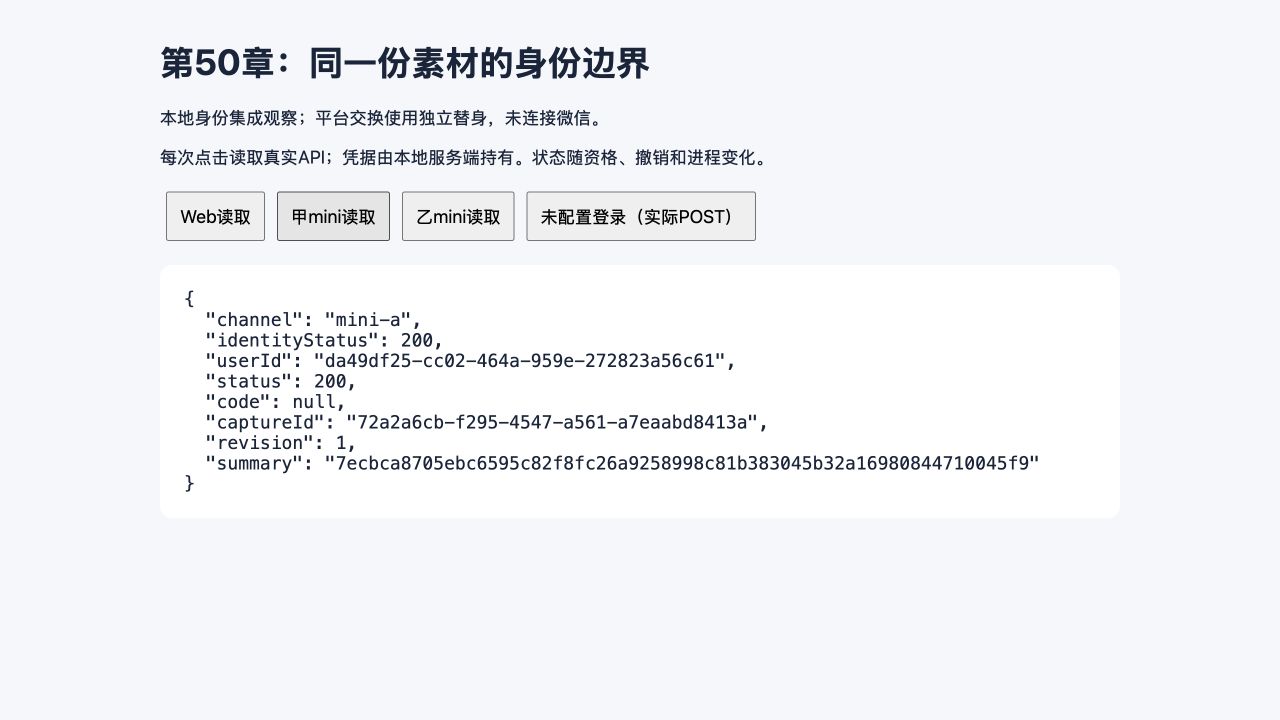 第50章：同一份素材的身份边界
本地身份集成观察；平台交换使用独立替身，未连接微信。
每次点击读取真实API；凭据由本地服务端持有。状态随资格、撤销和进程变化。
Web读取 甲mini读取 乙mini读取 未配置登录（实际POST）
{
  "channel": "mini-a",
  "identityStatus": 200,
  "userId": "da49df25-cc02-464a-959e-272823a56c61",
  "status": 200,
  "code": null,
  "captureId": "72a2a6cb-f295-4547-a561-a7eaabd8413a",
  "revision": 1,
  "summary": "7ecbca8705ebc6595c82f8fc26a9258998c81b383045b32a16980844710045f9"
}